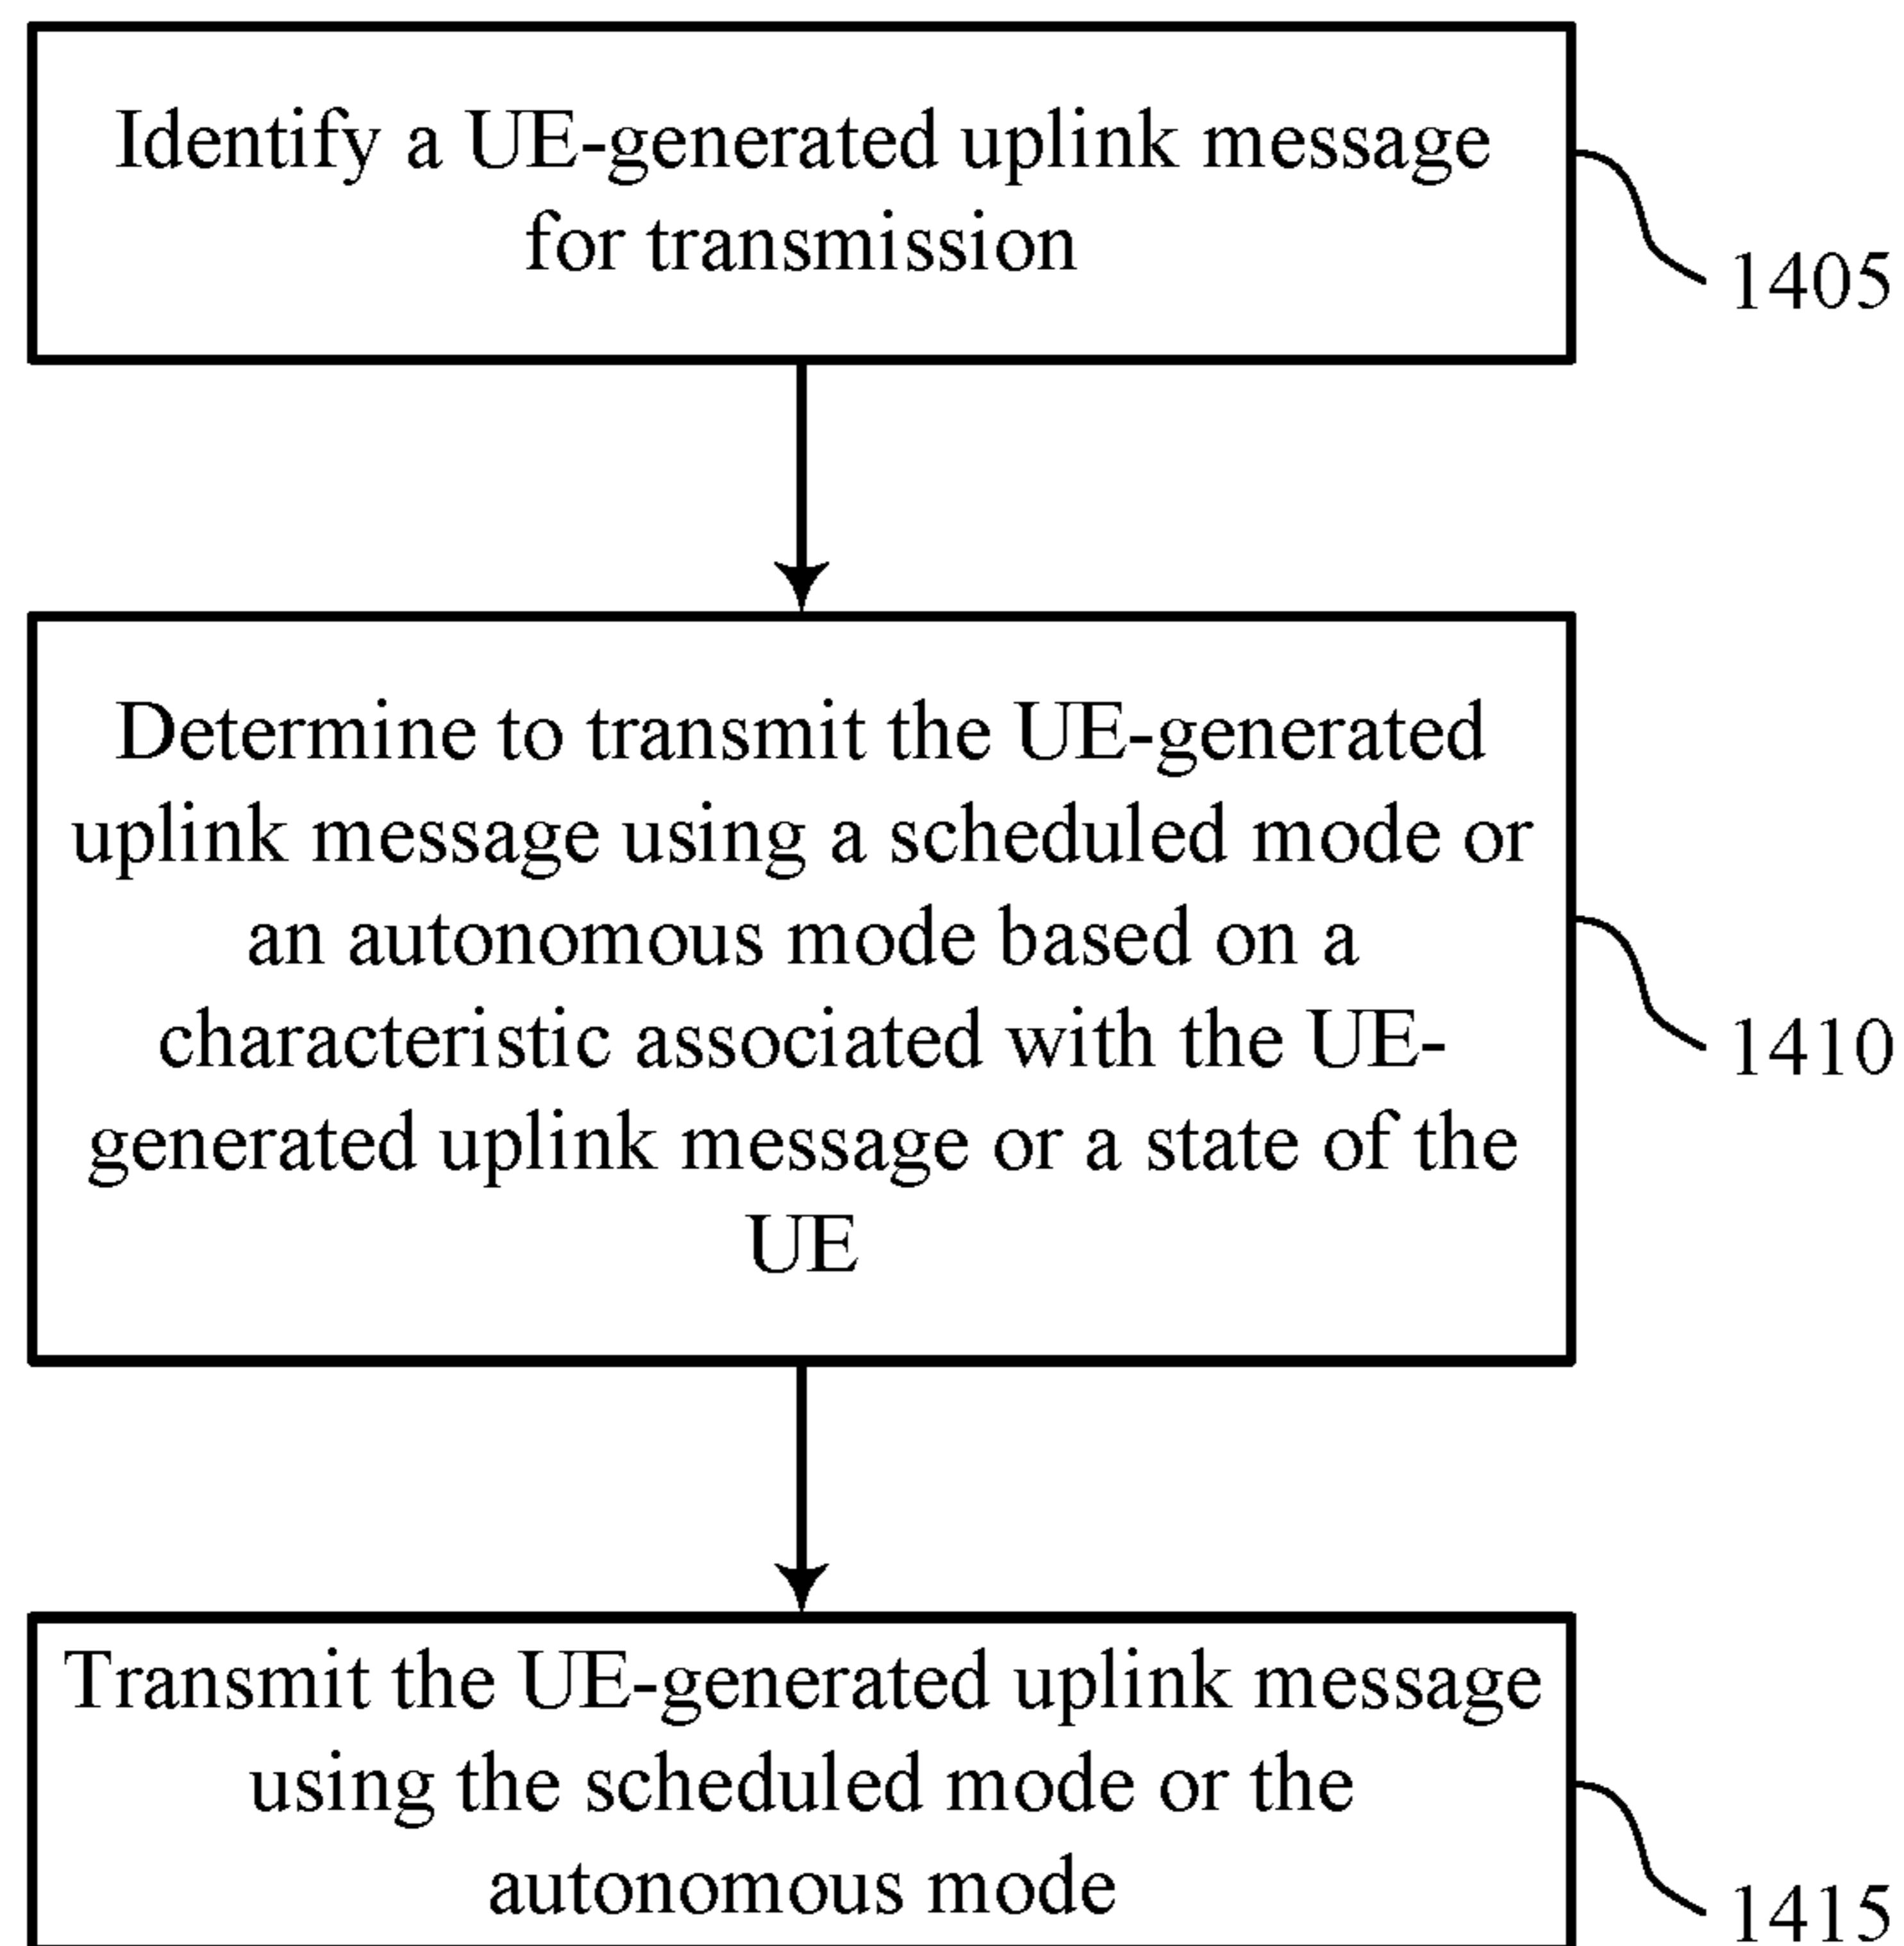 Identify a UE-generated uplink message
for transmission
1405
Determine to transmit the UE-generated
uplink message using a scheduled mode or
an autonomous mode based on a
characteristic associated with the UE-
generated uplink message or a state of the
UE
1410
Transmit the UE-generated uplink message
using the scheduled mode or the
autonomous mode
1415